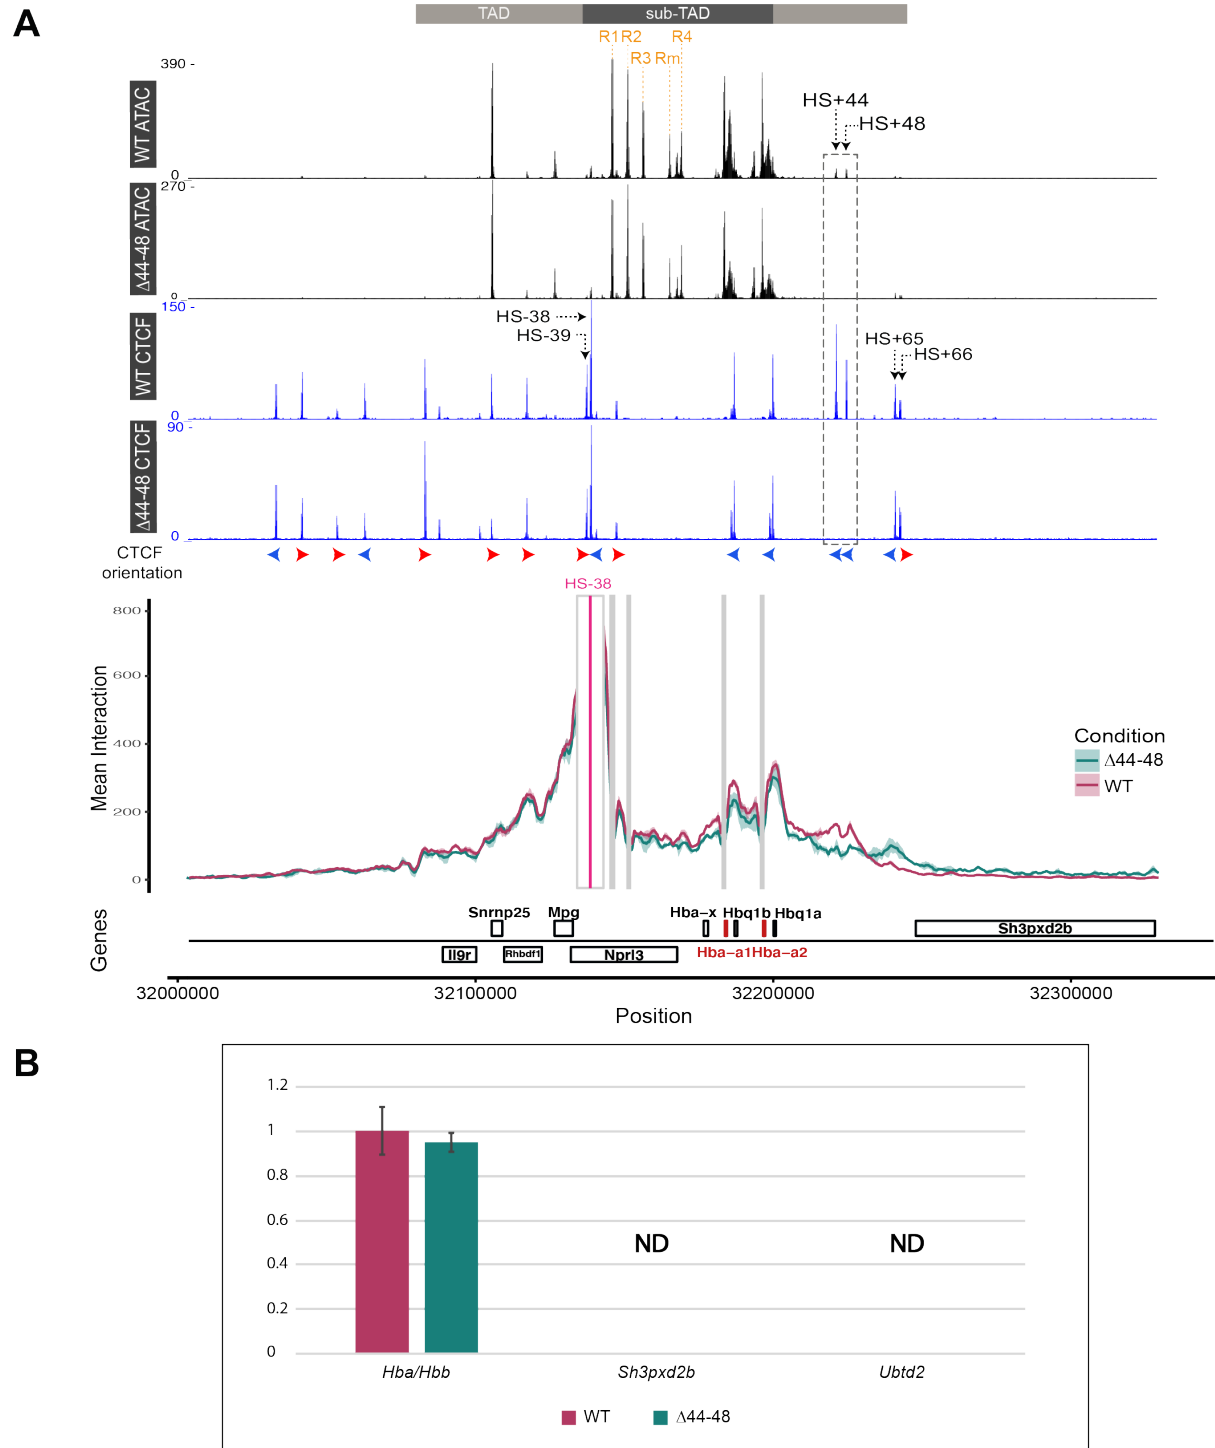 A
TAD sub-TAD
R1 R2 R4
R3 Rm
390 -
HS+44
HS+48
WT ATAC
0 -
270 -
Δ44-48 ATAC
0 -
150 -
HS-38
HS-39
HS+65
HS+66
WT CTCF
0 -
90 -
Δ44-48 CTCF
0 -
CTCF
orientation
HS-38
800
600
400
200
0
Mean Interaction
Condition
Δ44-48
WT
Genes
Snrnp25 Mpg Hba-x Hbq1b Hbq1a
Sh3pxd2b
Il9r Rhbdf1 Nprl3 Hba-a1 Hba-a2
32000000 32100000 32200000 32300000
Position
B
1.2
1
0.8
0.6
0.4
0.2
0
ND ND
Hba/Hbb Sh3pxd2b Ubtd2
WT Δ44-48